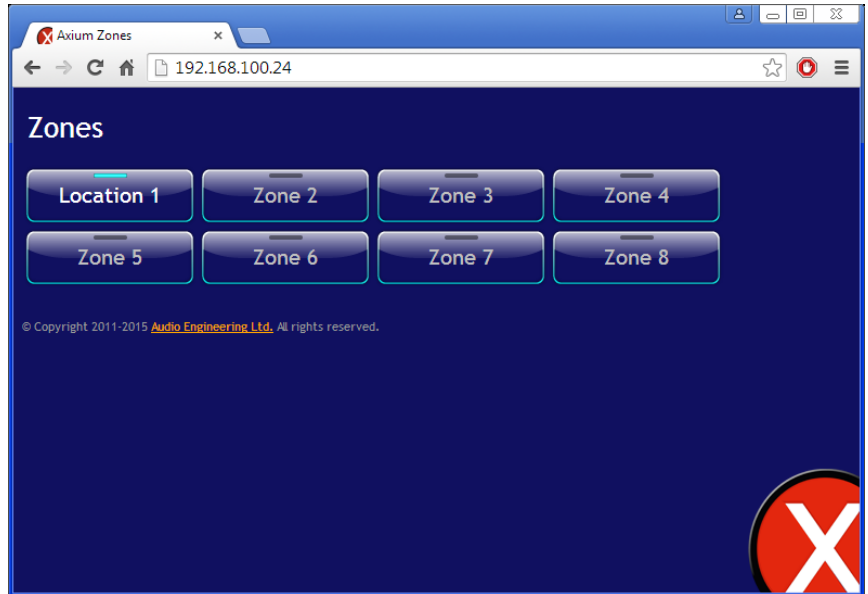 Axium Zones
192.168.100.24
Zones
Location 1 Zone 2 Zone 3 Zone 4
Zone 5 Zone 6 Zone 7 Zone 8
© Copyright 2011-2015 Audio Engineering Ltd. All rights reserved.
X